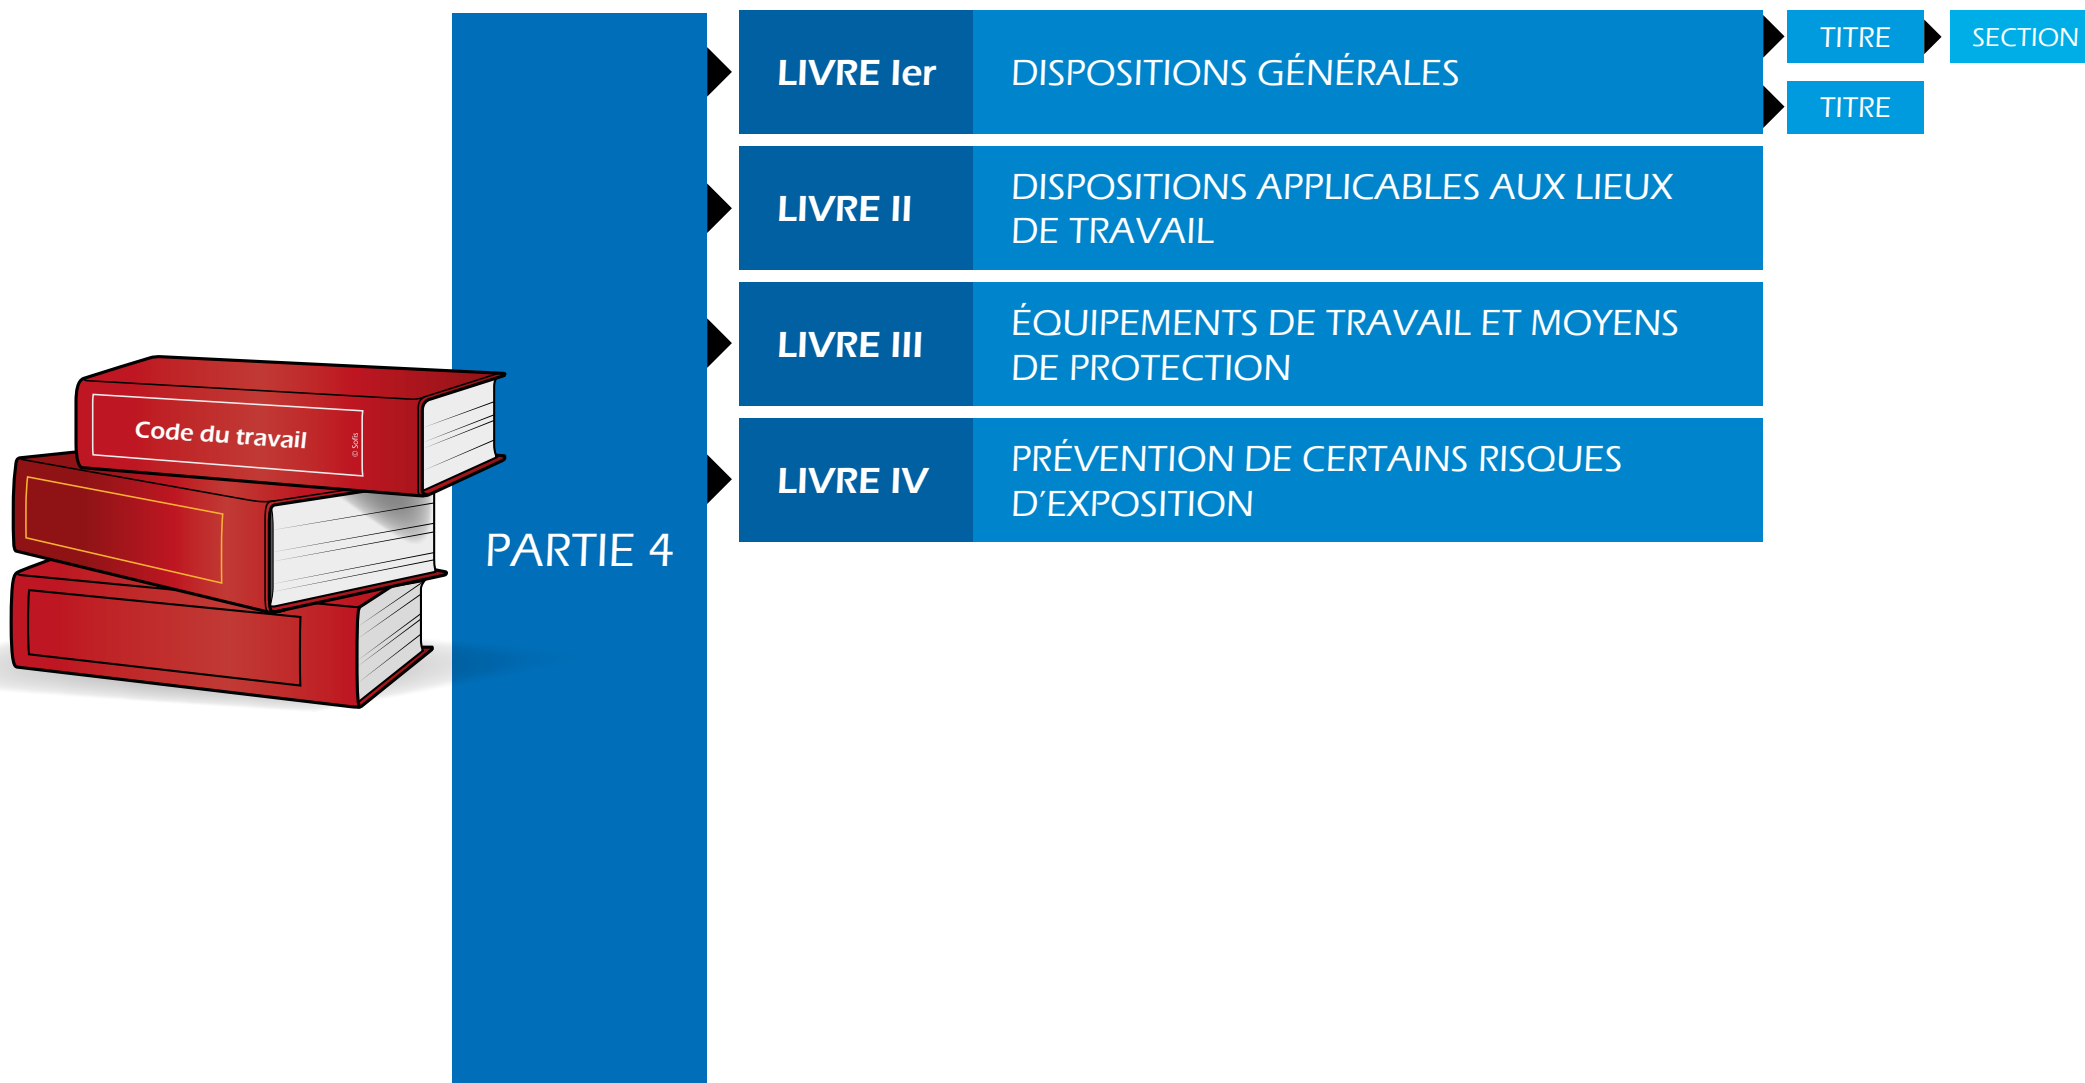 LIVRE Ier
DISPOSITIONS GÉNÉRALES
TITRE
SECTION
TITRE
LIVRE II
DISPOSITIONS APPLICABLES AUX LIEUX
DE TRAVAIL
LIVRE III
ÉQUIPEMENTS DE TRAVAIL ET MOYENS
DE PROTECTION
LIVRE IV
PRÉVENTION DE CERTAINS RISQUES
D’EXPOSITION
Code du travail
© Sofis
PARTIE 4